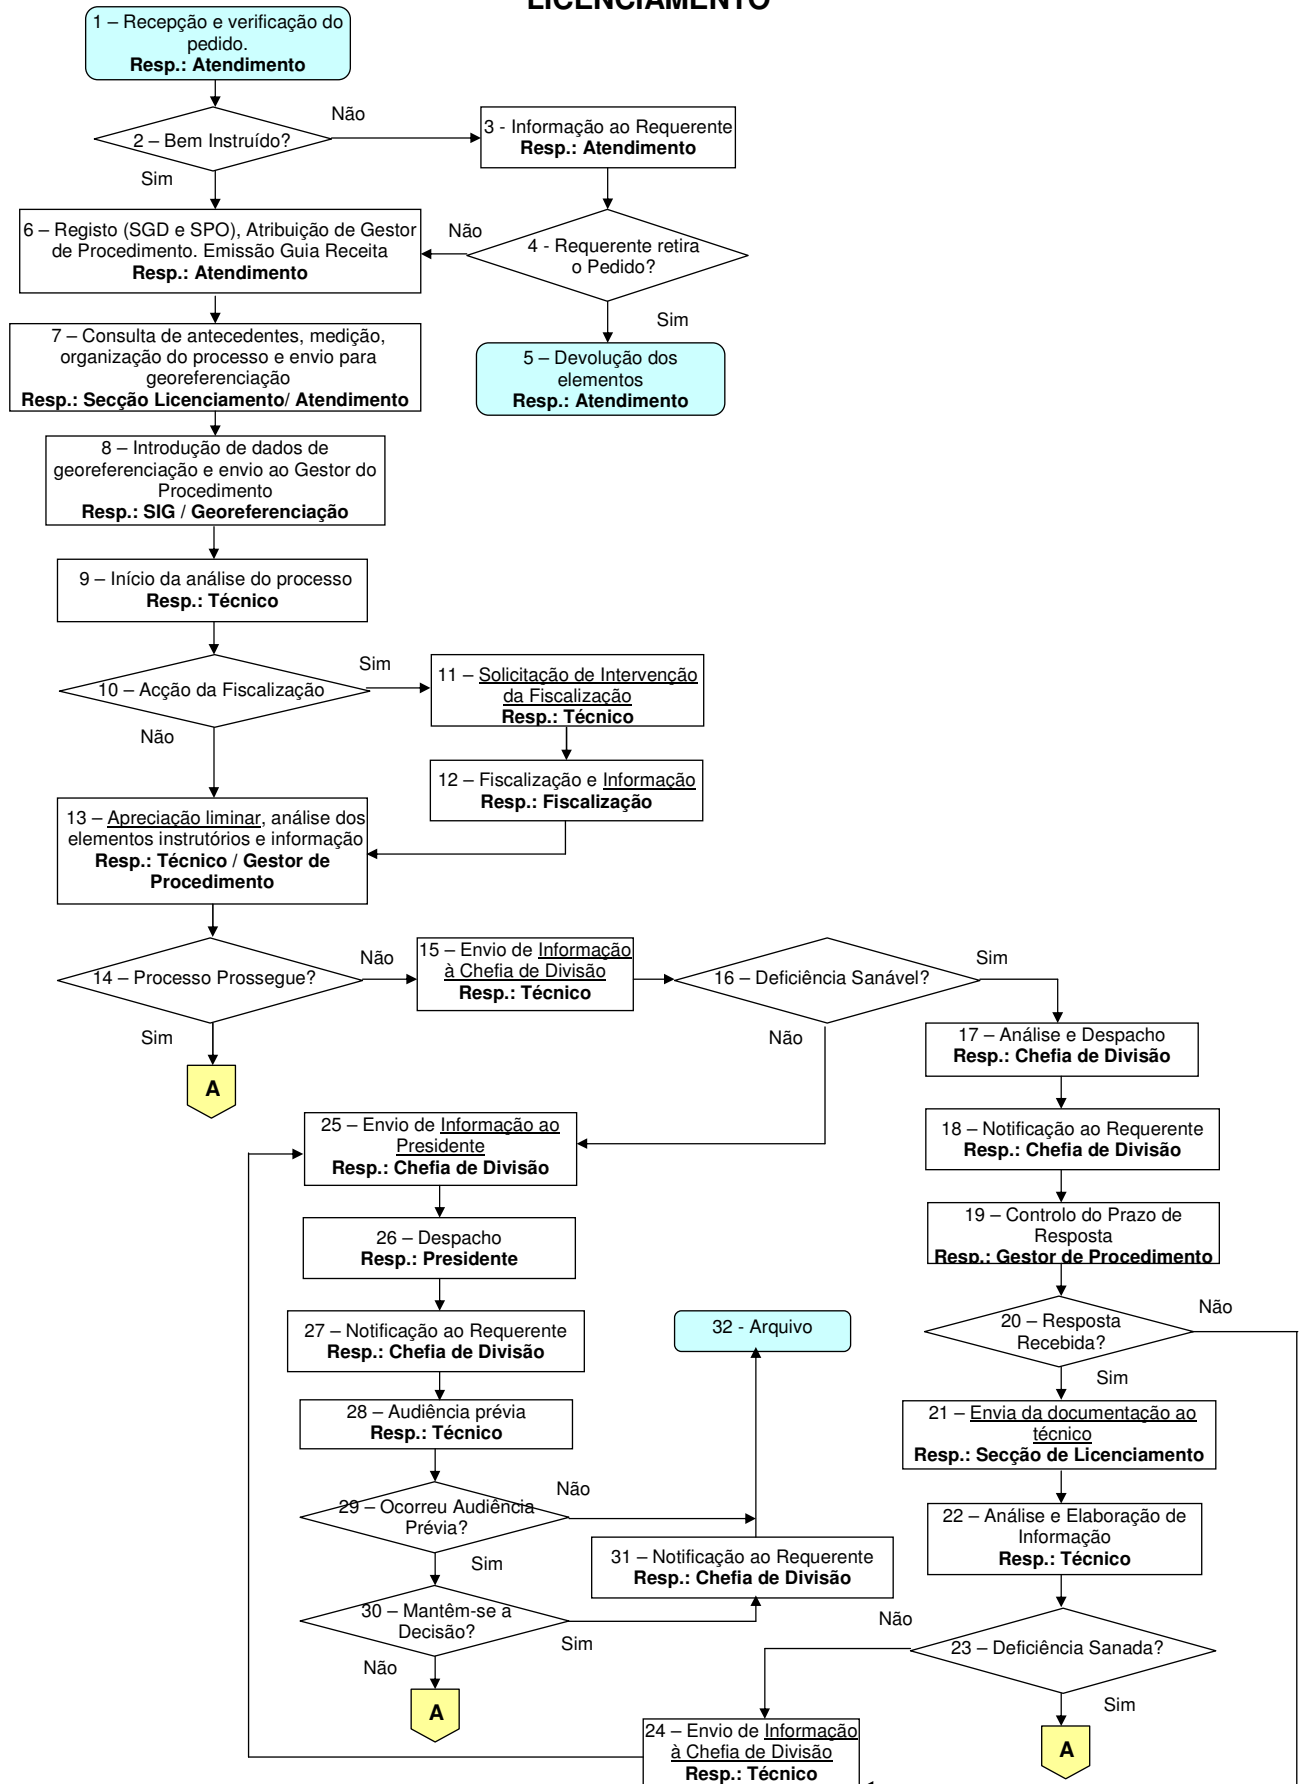 LICENCIAMENTO
1 – Recepção e verificação do
pedido.
Resp.: Atendimento
Não
2 – Bem Instruído?
3 - Informação ao Requerente
Resp.: Atendimento
Sim
6 – Registo (SGD e SPO), Atribuição de Gestor
de Procedimento. Emissão Guia Receita
Resp.: Atendimento
Não
4 - Requerente retira
o Pedido?
Sim
7 – Consulta de antecedentes, medição,
organização do processo e envio para
georeferenciação
Resp.: Secção Licenciamento/ Atendimento
5 – Devolução dos
elementos
Resp.: Atendimento
8 – Introdução de dados de
georeferenciação e envio ao Gestor do
Procedimento
Resp.: SIG / Georeferenciação
9 – Início da análise do processo
Resp.: Técnico
10 – Acção da Fiscalização
Sim
11 – Solicitação de Intervenção
da Fiscalização
Resp.: Técnico
Não
12 – Fiscalização e Informação
Resp.: Fiscalização
13 – Apreciação liminar, análise dos
elementos instrutórios e informação
Resp.: Técnico / Gestor de
Procedimento
14 – Processo Prossegue?
Não
15 – Envio de Informação
à Chefia de Divisão
Resp.: Técnico
16 – Deficiência Sanável?
Sim
Sim
Não
A
17 – Análise e Despacho
Resp.: Chefia de Divisão
25 – Envio de Informação ao
Presidente
Resp.: Chefia de Divisão
18 – Notificação ao Requerente
Resp.: Chefia de Divisão
26 – Despacho
Resp.: Presidente
19 – Controlo do Prazo de
Resposta
Resp.: Gestor de Procedimento
27 – Notificação ao Requerente
Resp.: Chefia de Divisão
32 - Arquivo
20 – Resposta
Recebida?
Não
Sim
28 – Audiência prévia
Resp.: Técnico
21 – Envia da documentação ao
técnico
Resp.: Secção de Licenciamento
29 – Ocorreu Audiência
Prévia?
Não
Sim
22 – Análise e Elaboração de
Informação
Resp.: Técnico
31 – Notificação ao Requerente
Resp.: Chefia de Divisão
30 – Mantêm-se a
Decisão?
Sim
Não
A
Não
23 – Deficiência Sanada?
Sim
A
24 – Envio de Informação
à Chefia de Divisão
Resp.: Técnico